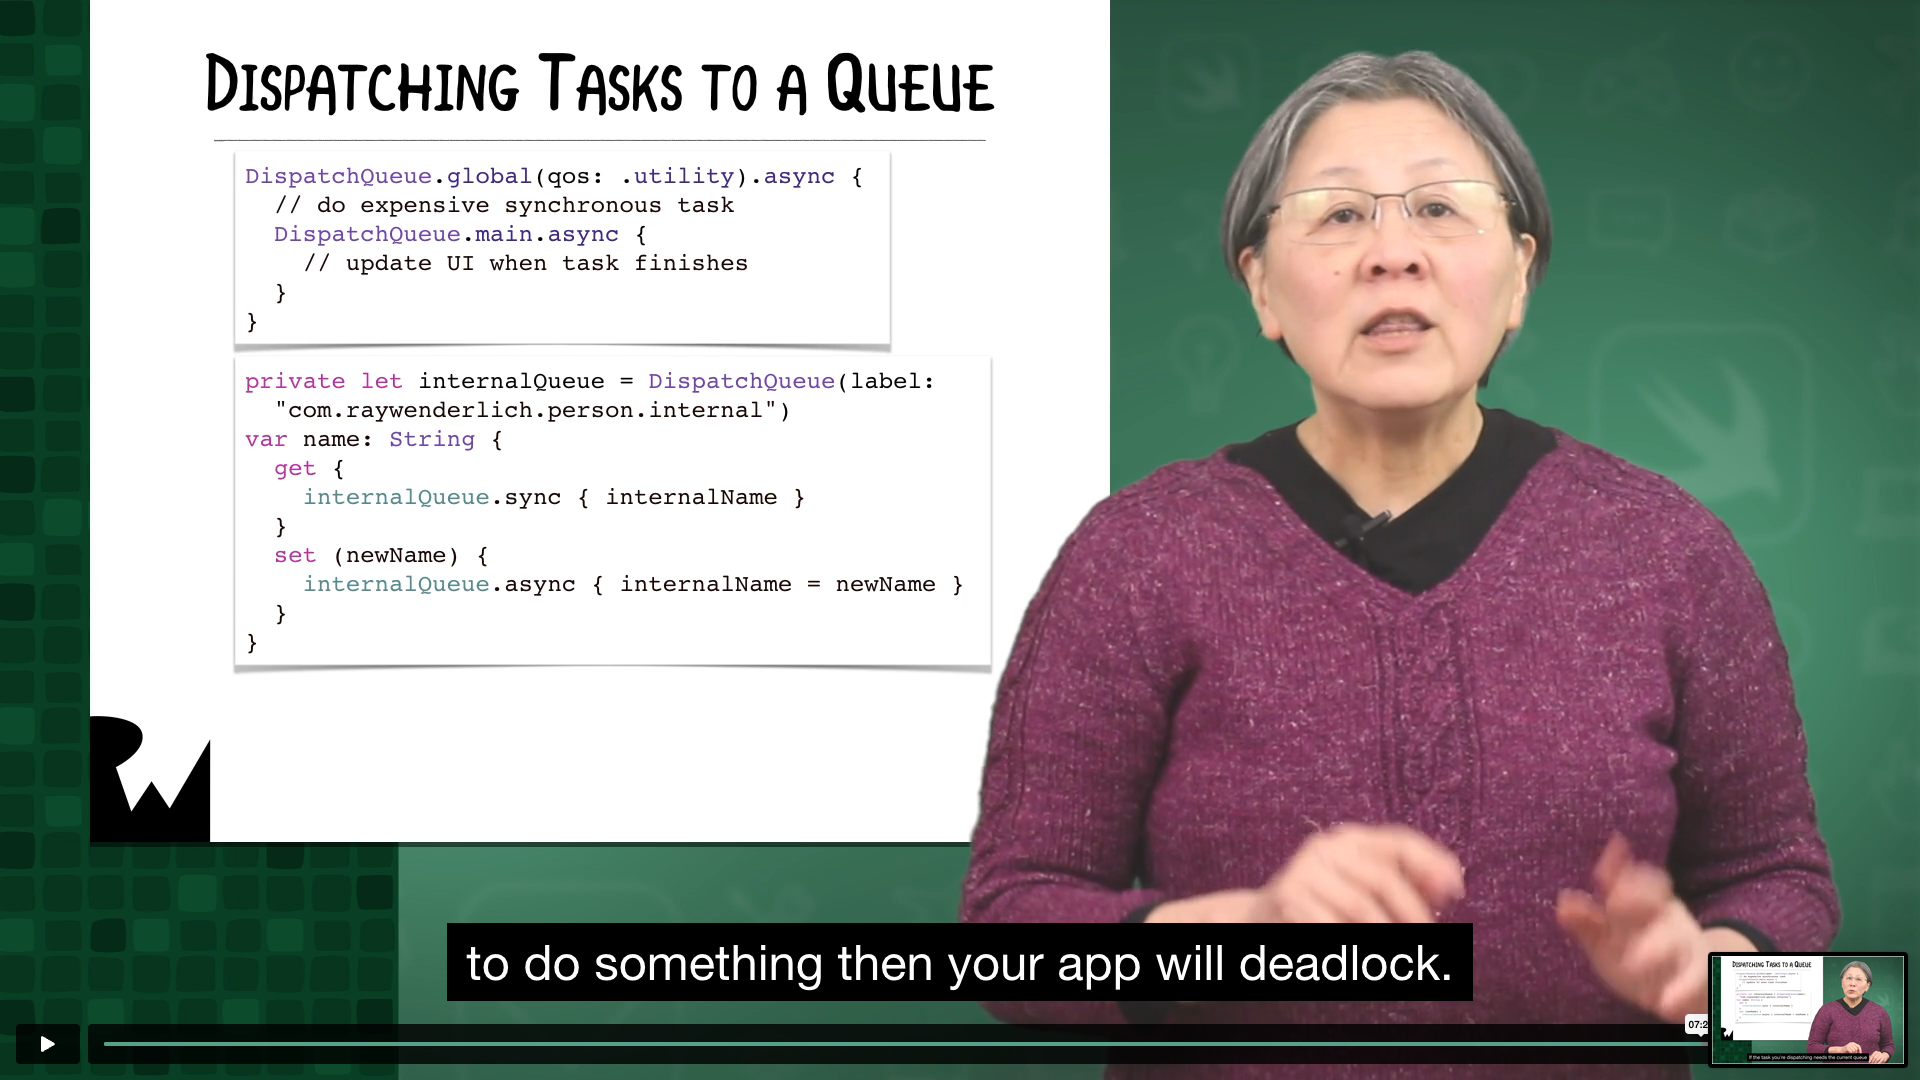 DISPATCHING TASKS TO A QUEUE
DispatchQueue.global(qos: .utility).async {
  // do expensive synchronous task
  DispatchQueue.main.async {
    // update UI when task finishes
  }
}
private let internalQueue = DispatchQueue(label:
  "com.raywenderlich.person.internal")
var name: String {
  get {
    internalQueue.sync { internalName }
  }
  set (newName) {
    internalQueue.async { internalName = newName }
  }
}
RW
to do something then your app will deadlock.
DISPATCHING TASKS TO A QUEUE
If the task you're dispatching needs the current queue